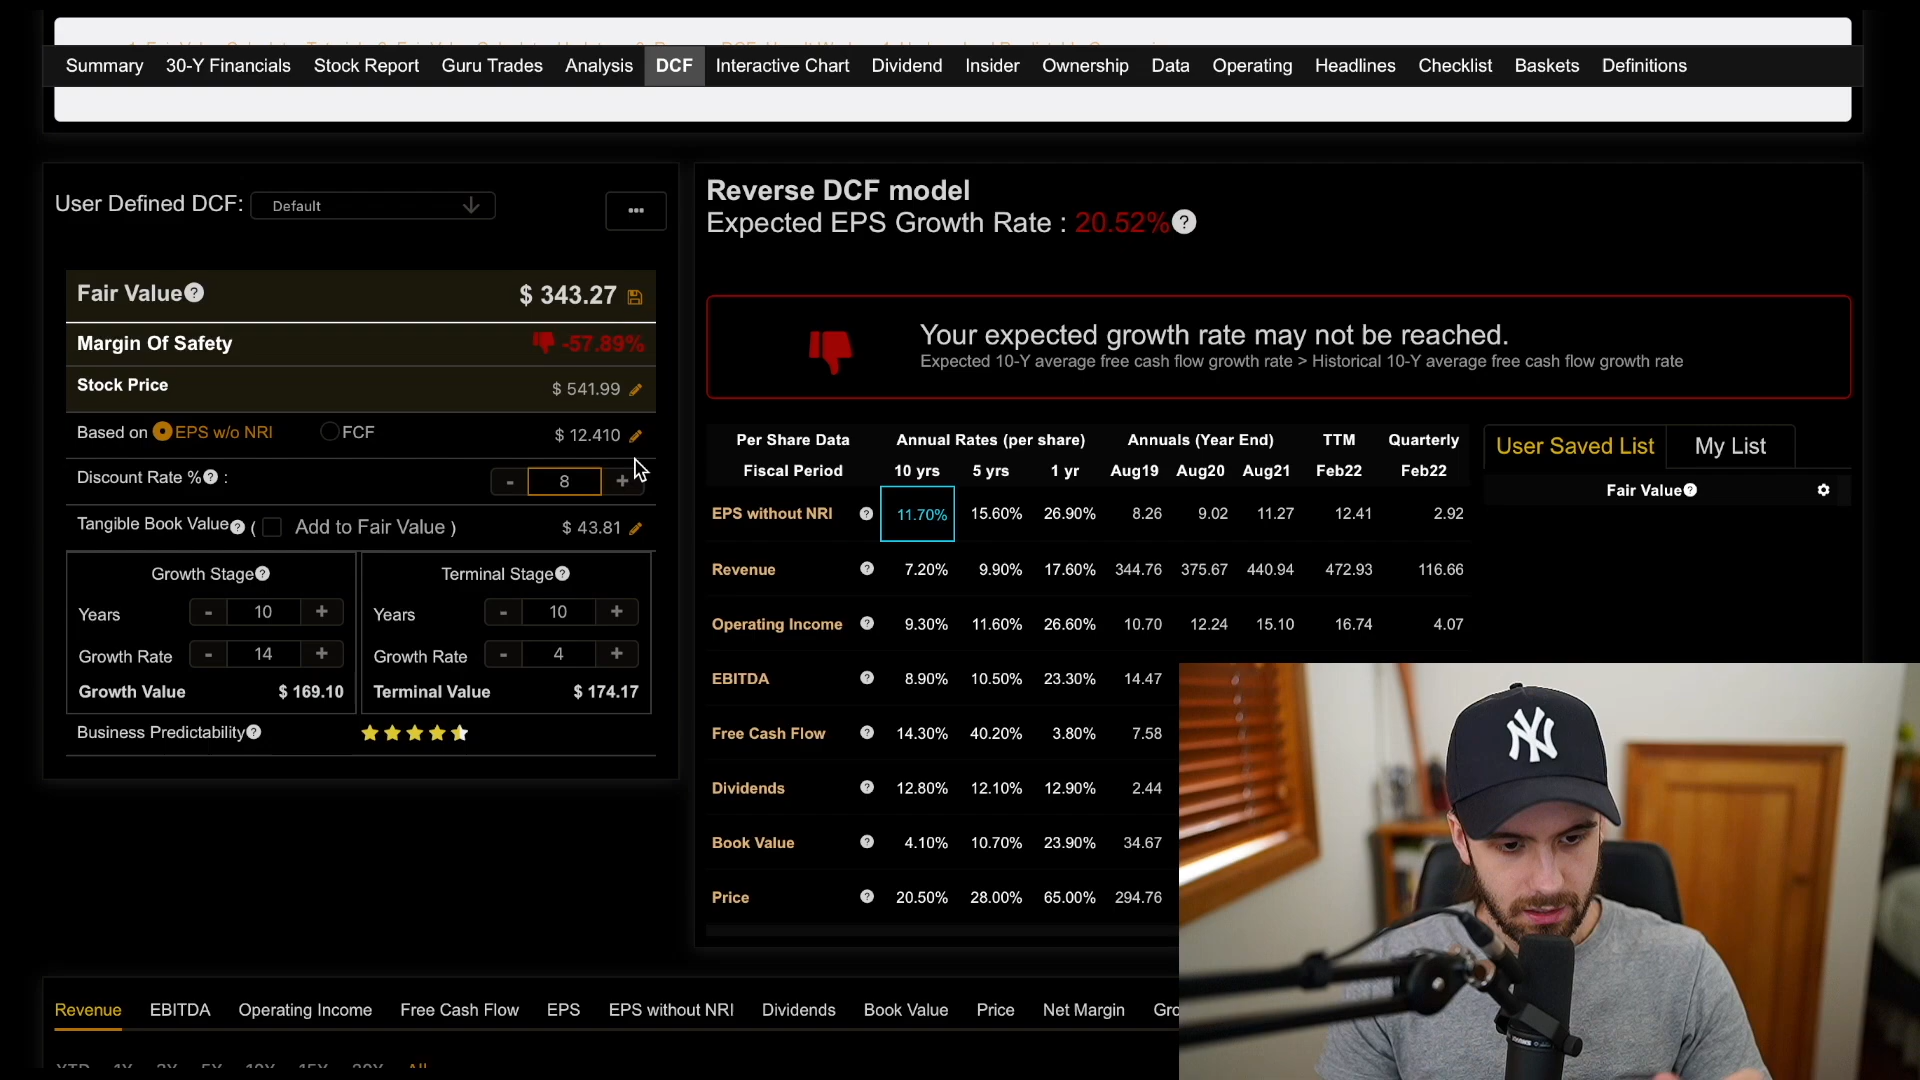 Summary 30-Y Financials Stock Report Guru Trades Analysis DCF Interactive Chart Dividend Insider Ownership Data Operating Headlines Checklist Baskets Definitions
User Defined DCF: Default
...
Fair Value $ 343.27
Margin Of Safety -57.89%
Stock Price $ 541.99
Based on EPS w/o NRI FCF $ 12.410
Discount Rate % : - 8 +
Tangible Book Value ( Add to Fair Value ) $ 43.81
Growth Stage Terminal Stage
Years - 10 + Years - 10 +
Growth Rate - 14 + Growth Rate - 4 +
Growth Value $ 169.10 Terminal Value $ 174.17
Business Predictability
Reverse DCF model
Expected EPS Growth Rate : 20.52%
Your expected growth rate may not be reached.
Expected 10-Y average free cash flow growth rate > Historical 10-Y average free cash flow growth rate
Per Share Data Annual Rates (per share) Annuals (Year End) TTM Quarterly
Fiscal Period 10 yrs 5 yrs 1 yr Aug19 Aug20 Aug21 Feb22 Feb22
EPS without NRI 11.70% 15.60% 26.90% 8.26 9.02 11.27 12.41 2.92
Revenue 7.20% 9.90% 17.60% 344.76 375.67 440.94 472.93 116.66
Operating Income 9.30% 11.60% 26.60% 10.70 12.24 15.10 16.74 4.07
EBITDA 8.90% 10.50% 23.30% 14.47
Free Cash Flow 14.30% 40.20% 3.80% 7.58
Dividends 12.80% 12.10% 12.90% 2.44
Book Value 4.10% 10.70% 23.90% 34.67
Price 20.50% 28.00% 65.00% 294.76
User Saved List My List
Fair Value
NY
Revenue EBITDA Operating Income Free Cash Flow EPS EPS without NRI Dividends Book Value Price Net Margin Gro
All